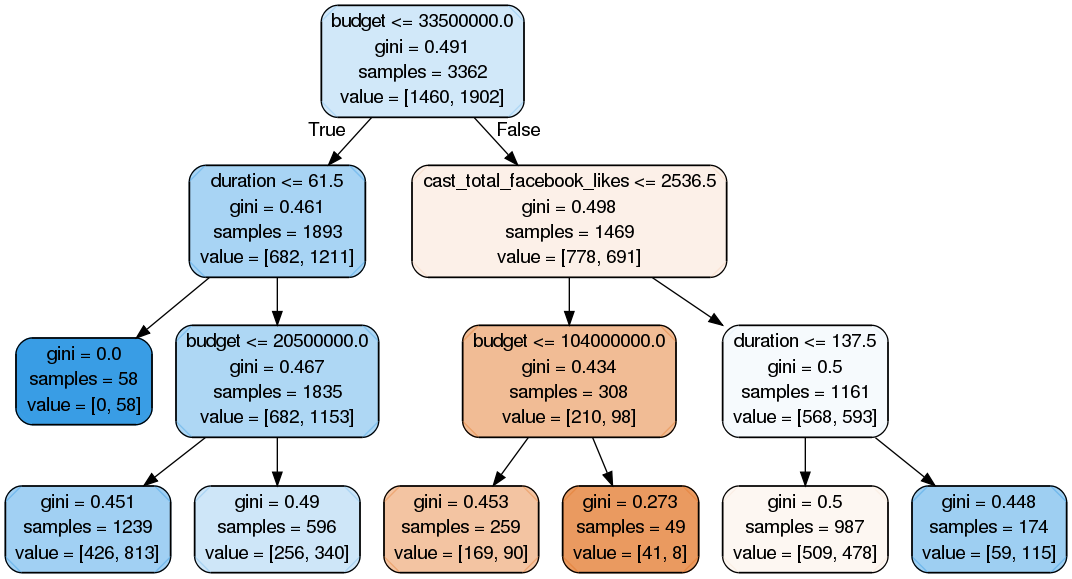 budget <= 33500000.0
gini = 0.491
samples = 3362
value = [1460, 1902]
True
False
duration <= 61.5
gini = 0.461
samples = 1893
value = [682, 1211]
cast_total_facebook_likes <= 2536.5
gini = 0.498
samples = 1469
value = [778, 691]
gini = 0.0
samples = 58
value = [0, 58]
budget <= 20500000.0
gini = 0.467
samples = 1835
value = [682, 1153]
budget <= 104000000.0
gini = 0.434
samples = 308
value = [210, 98]
duration <= 137.5
gini = 0.5
samples = 1161
value = [568, 593]
gini = 0.451
samples = 1239
value = [426, 813]
gini = 0.49
samples = 596
value = [256, 340]
gini = 0.453
samples = 259
value = [169, 90]
gini = 0.273
samples = 49
value = [41, 8]
gini = 0.5
samples = 987
value = [509, 478]
gini = 0.448
samples = 174
value = [59, 115]